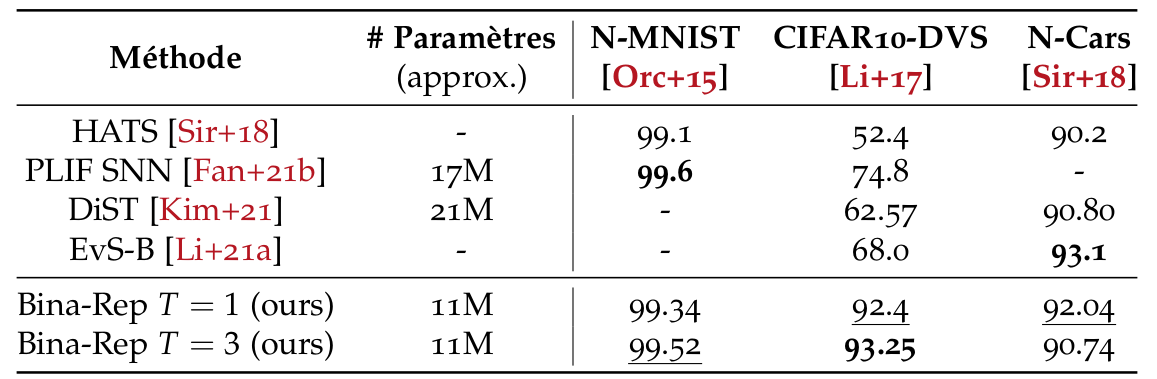 Méthode # Paramètres (approx.) N-MNIST [Orc+15] CIFAR10-DVS [Li+17] N-Cars [Sir+18]
HATS [Sir+18] - 99.1 52.4 90.2
PLIF SNN [Fan+21b] 17M 99.6 74.8 -
DiST [Kim+21] 21M - 62.57 90.80
EvS-B [Li+21a] - - 68.0 93.1
Bina-Rep T = 1 (ours) 11M 99.34 92.4 92.04
Bina-Rep T = 3 (ours) 11M 99.52 93.25 90.74